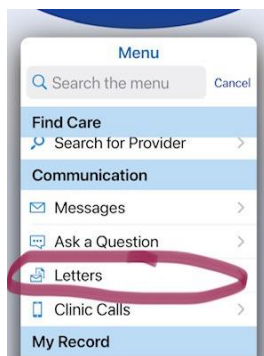 Menu
Search the menu
Cancel
Find Care
Search for Provider
Communication
Messages
Ask a Question
Letters
Clinic Calls
My Record